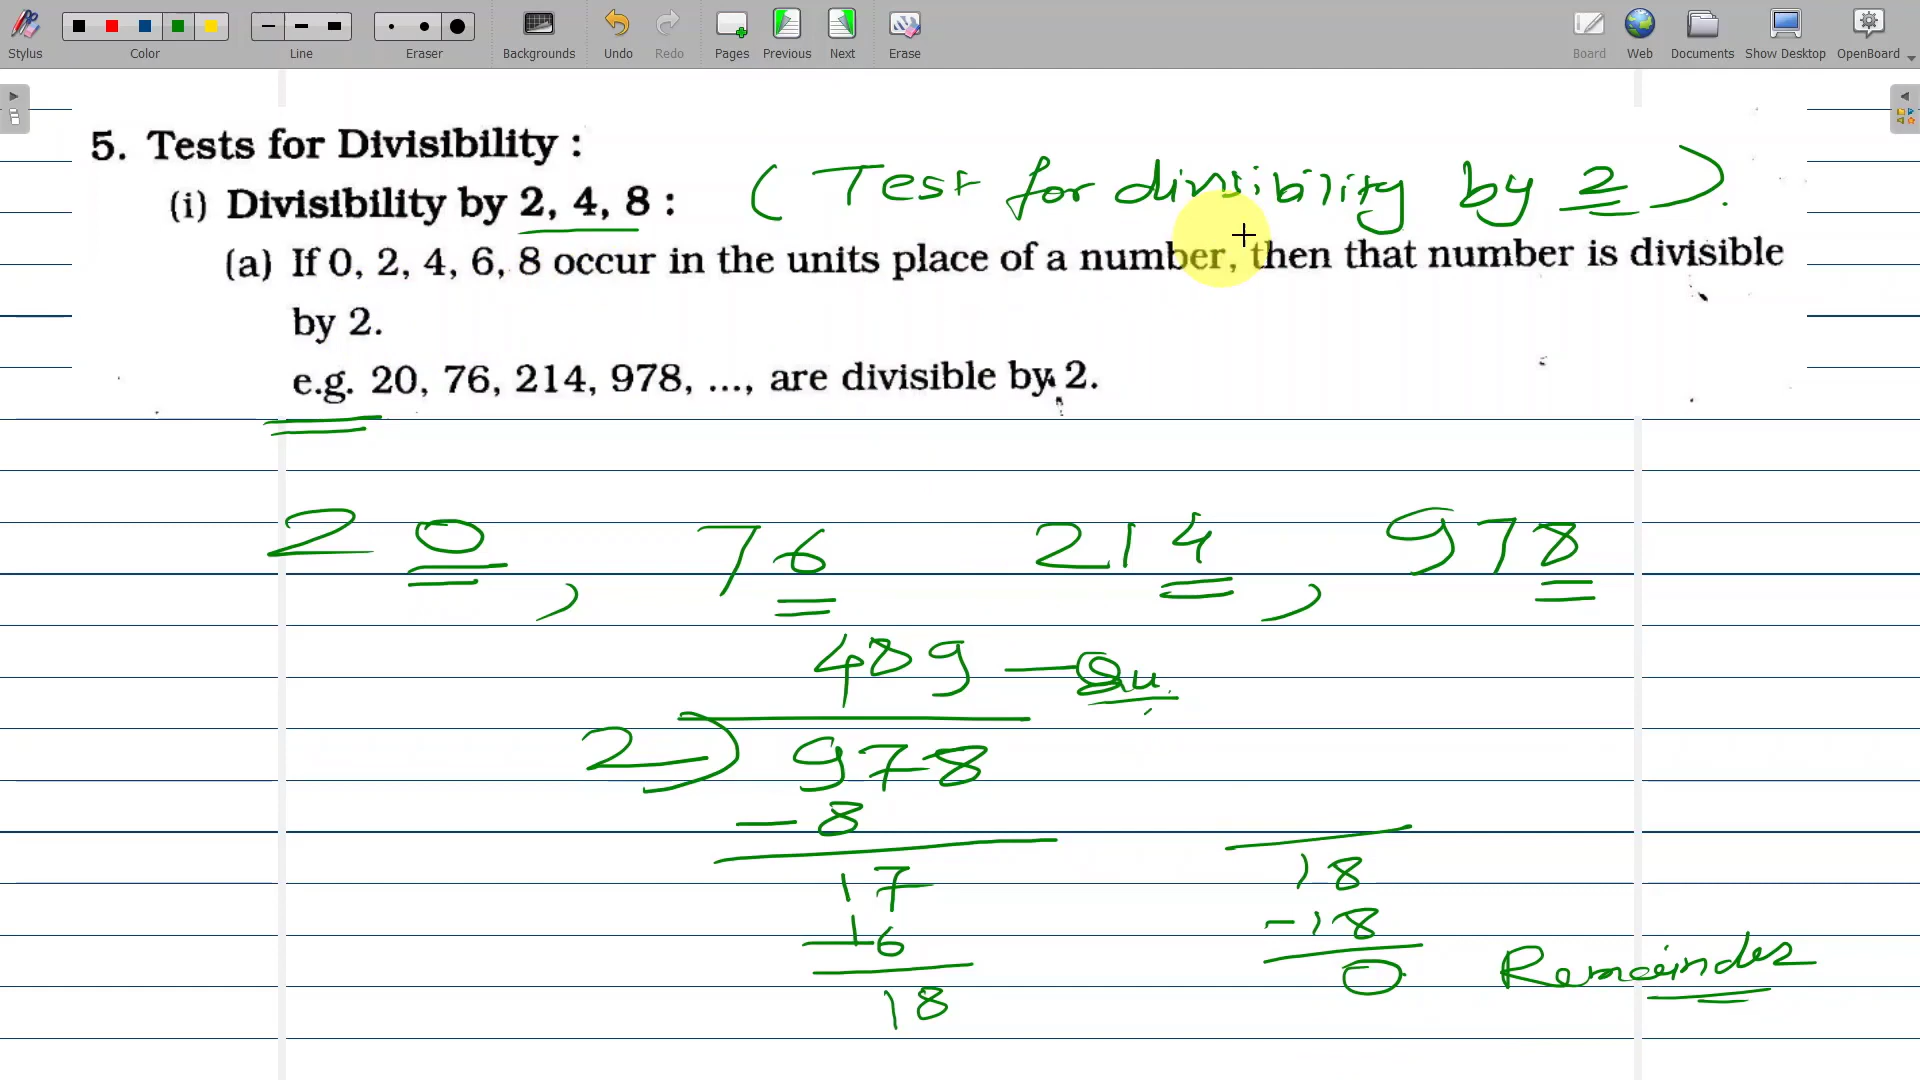 Stylus Color Line Eraser Backgrounds Undo Redo Pages Previous Next Erase Board Web Documents Show Desktop OpenBoard
5. Tests for Divisibility :
(i) Divisibility by 2, 4, 8 : (Test for divisibility by 2).
(a) If 0, 2, 4, 6, 8 occur in the units place of a number, then that number is divisible
by 2.
e.g. 20, 76, 214, 978, ..., are divisible by 2.
20, 76 214, 978
489 — Qu.
2) 978
- 8
17
- 16
18
18
- 18
0 Remainder